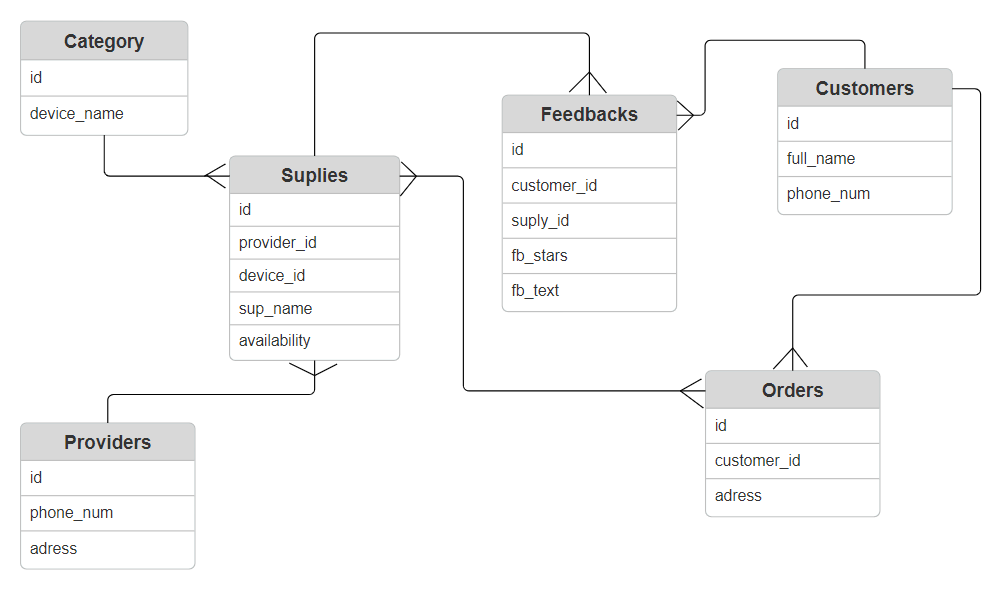 Category
id
device_name
Suplies
id
provider_id
device_id
sup_name
availability
Providers
id
phone_num
adress
Feedbacks
id
customer_id
suply_id
fb_stars
fb_text
Customers
id
full_name
phone_num
Orders
id
customer_id
adress